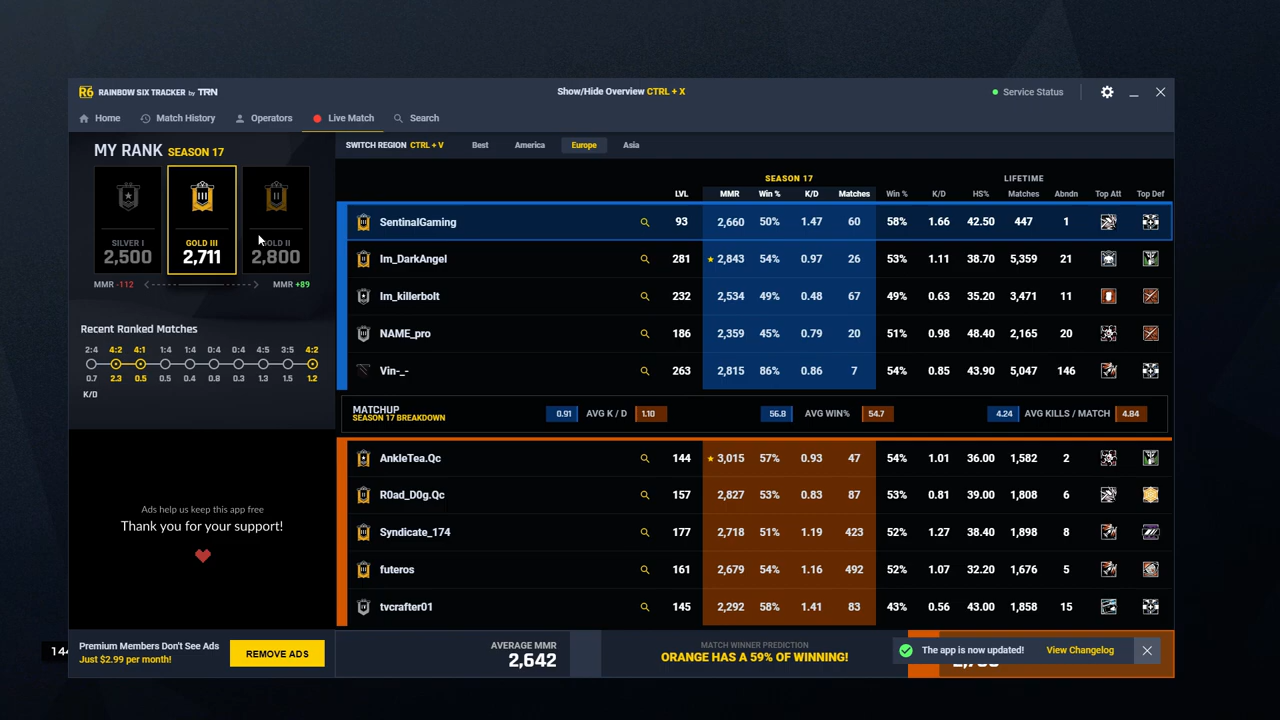 R6 RAINBOW SIX TRACKER by TRN
Show/Hide Overview CTRL + X
Service Status
Home Match History Operators Live Match Search
MY RANK SEASON 17
SILVER I 2,500
GOLD III 2,711
GOLD II 2,800
MMR -112 MMR +89
Recent Ranked Matches
2:4 4:2 4:1 1:4 1:4 0:4 0:4 4:5 3:5 4:2
0.7 2.3 0.5 0.5 0.4 0.8 0.3 1.3 1.5 1.2
K/D
Ads help us keep this app free
Thank you for your support!
Premium Members Don't See Ads
Just $2.99 per month!
REMOVE ADS
SWITCH REGION CTRL + V Best America Europe Asia
SEASON 17 LIFETIME
LVL MMR Win % K/D Matches Win % K/D HS% Matches Abndn Top Att Top Def
SentinalGaming 93 2,660 50% 1.47 60 58% 1.66 42.50 447 1
Im_DarkAngel 281 2,843 54% 0.97 26 53% 1.11 38.70 5,359 21
Im_killerbolt 232 2,534 49% 0.48 67 49% 0.63 35.20 3,471 11
NAME_pro 186 2,359 45% 0.79 20 51% 0.98 48.40 2,165 20
Vin-_- 263 2,815 86% 0.86 7 54% 0.85 43.90 5,047 146
MATCHUP
SEASON 17 BREAKDOWN
0.91 AVG K / D 1.10 56.8 AVG WIN% 54.7 4.24 AVG KILLS / MATCH 4.84
AnkleTea.Qc 144 3,015 57% 0.93 47 54% 1.01 36.00 1,582 2
R0ad_D0g.Qc 157 2,827 53% 0.83 87 53% 0.81 39.00 1,808 6
Syndicate_174 177 2,718 51% 1.19 423 52% 1.27 38.40 1,898 8
futeros 161 2,679 54% 1.16 492 52% 1.07 32.20 1,676 5
tvcrafter01 145 2,292 58% 1.41 83 43% 0.56 43.00 1,858 15
AVERAGE MMR
2,642
MATCH WINNER PREDICTION
ORANGE HAS A 59% OF WINNING!
The app is now updated! View Changelog